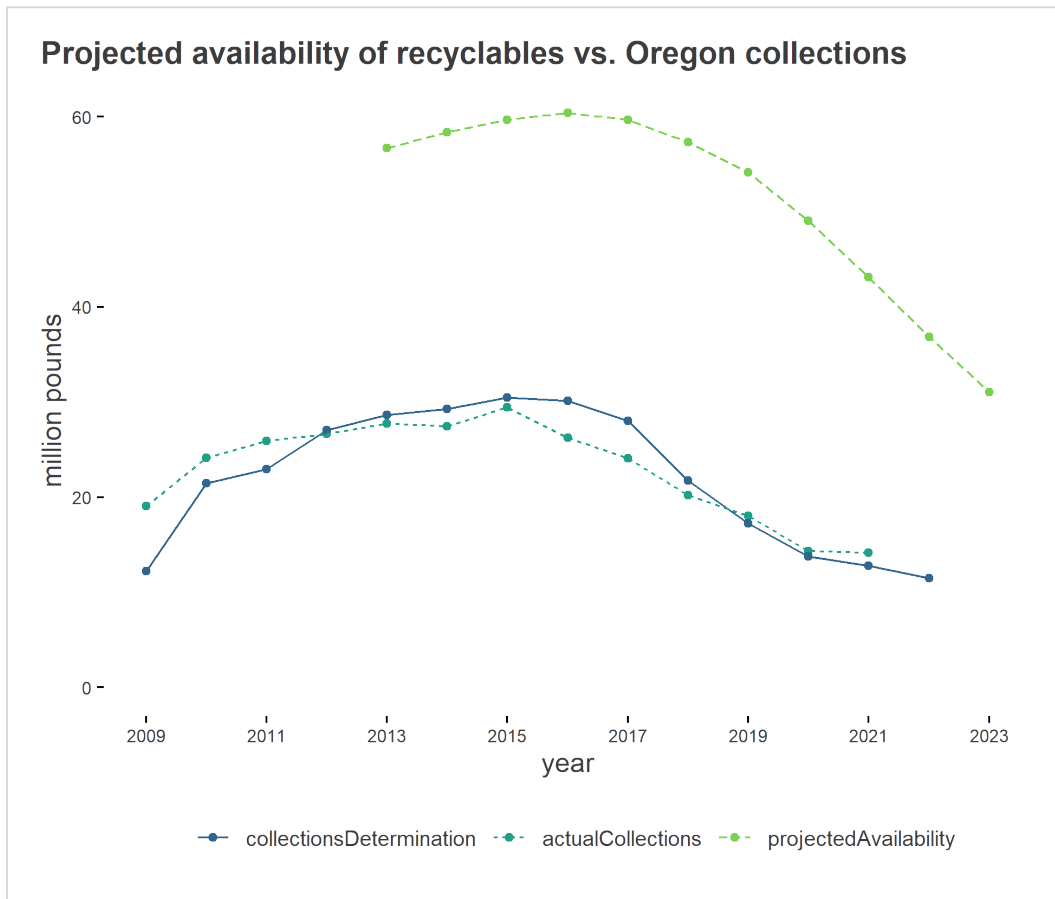 Projected availability of recyclables vs. Oregon collections
60
40
20
0
million pounds
2009 2011 2013 2015 2017 2019 2021 2023
year
collectionsDetermination actualCollections projectedAvailability